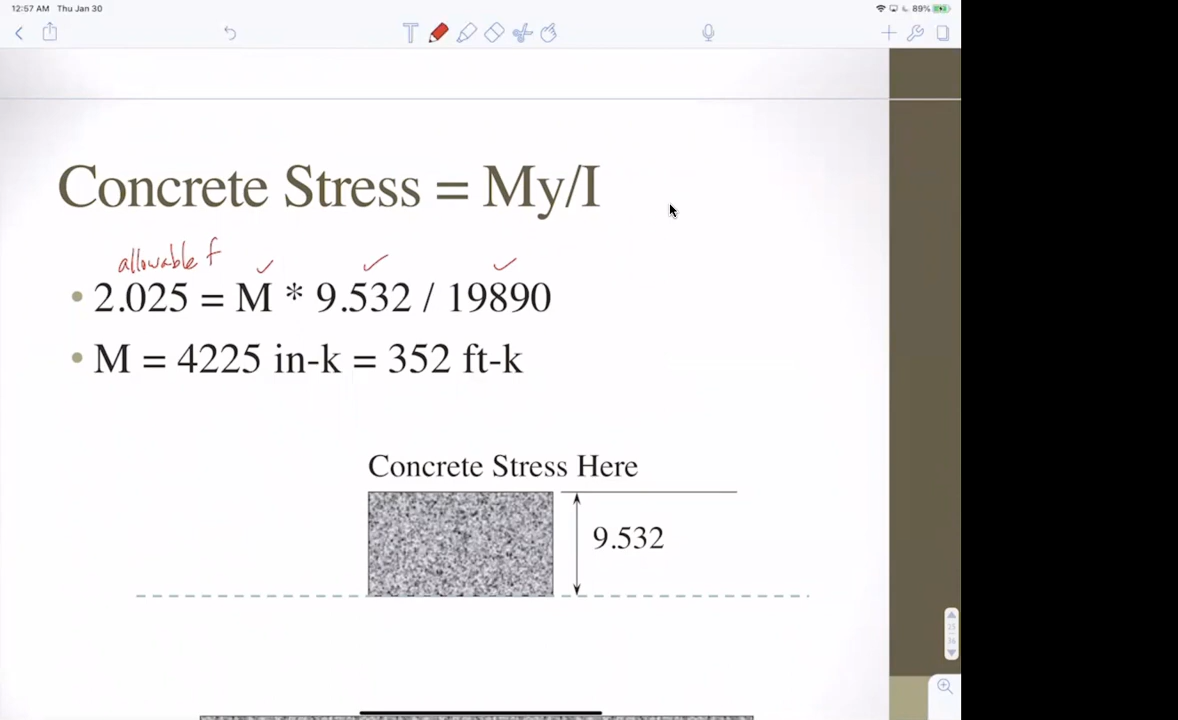 12:57 AM Thu Jan 30
89%
Concrete Stress = My/I
allowable f
• 2.025 = M * 9.532 / 19890
• M = 4225 in-k = 352 ft-k
Concrete Stress Here
9.532